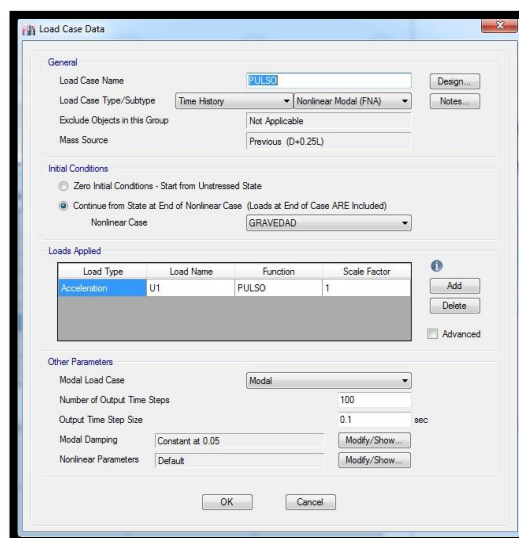 Load Case Data
General
Load Case Name PULSO Design...
Load Case Type/Subtype Time History Nonlinear Modal (FNA) Notes...
Exclude Objects in this Group Not Applicable
Mass Source Previous (D+0.25L)
Initial Conditions
Zero Initial Conditions - Start from Unstressed State
Continue from State at End of Nonlinear Case (Loads at End of Case ARE Included)
Nonlinear Case GRAVEDAD
Loads Applied
Load Type Load Name Function Scale Factor
Acceleration U1 PULSO 1 Add
Delete
Advanced
Other Parameters
Modal Load Case Modal
Number of Output Time Steps 100
Output Time Step Size 0.1 sec
Modal Damping Constant at 0.05 Modify/Show...
Nonlinear Parameters Default Modify/Show...
OK Cancel